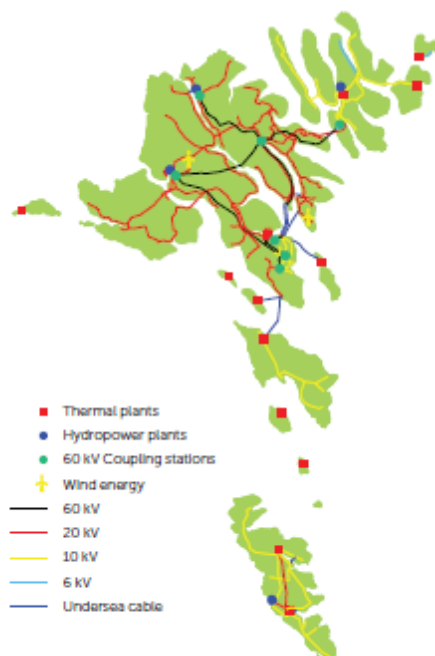 Thermal plants
Hydropower plants
60 kV Coupling stations
Wind energy
60 kV
20 kV
10 kV
6 kV
Undersea cable